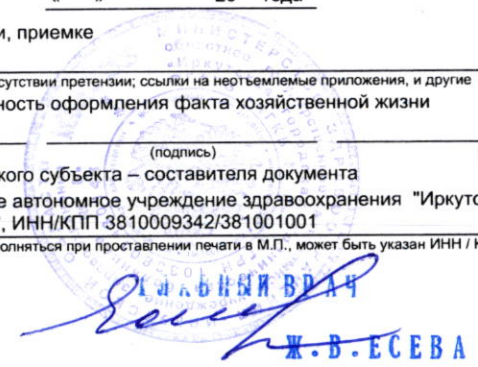 20 года
и, приемке
сутствии претензии; ссылки на неотъемлемые приложения, и другие
ность оформления факта хозяйственной жизни
(подпись)
кого субъекта – составителя документа
е автономное учреждение здравоохранения "Иркутс
", ИНН/КПП 3810009342/381001001
олняться при проставлении печати в М.П., может быть указан ИНН / К
ГЛАВНЫЙ ВРАЧ
Ж.В.ЕСЕВА